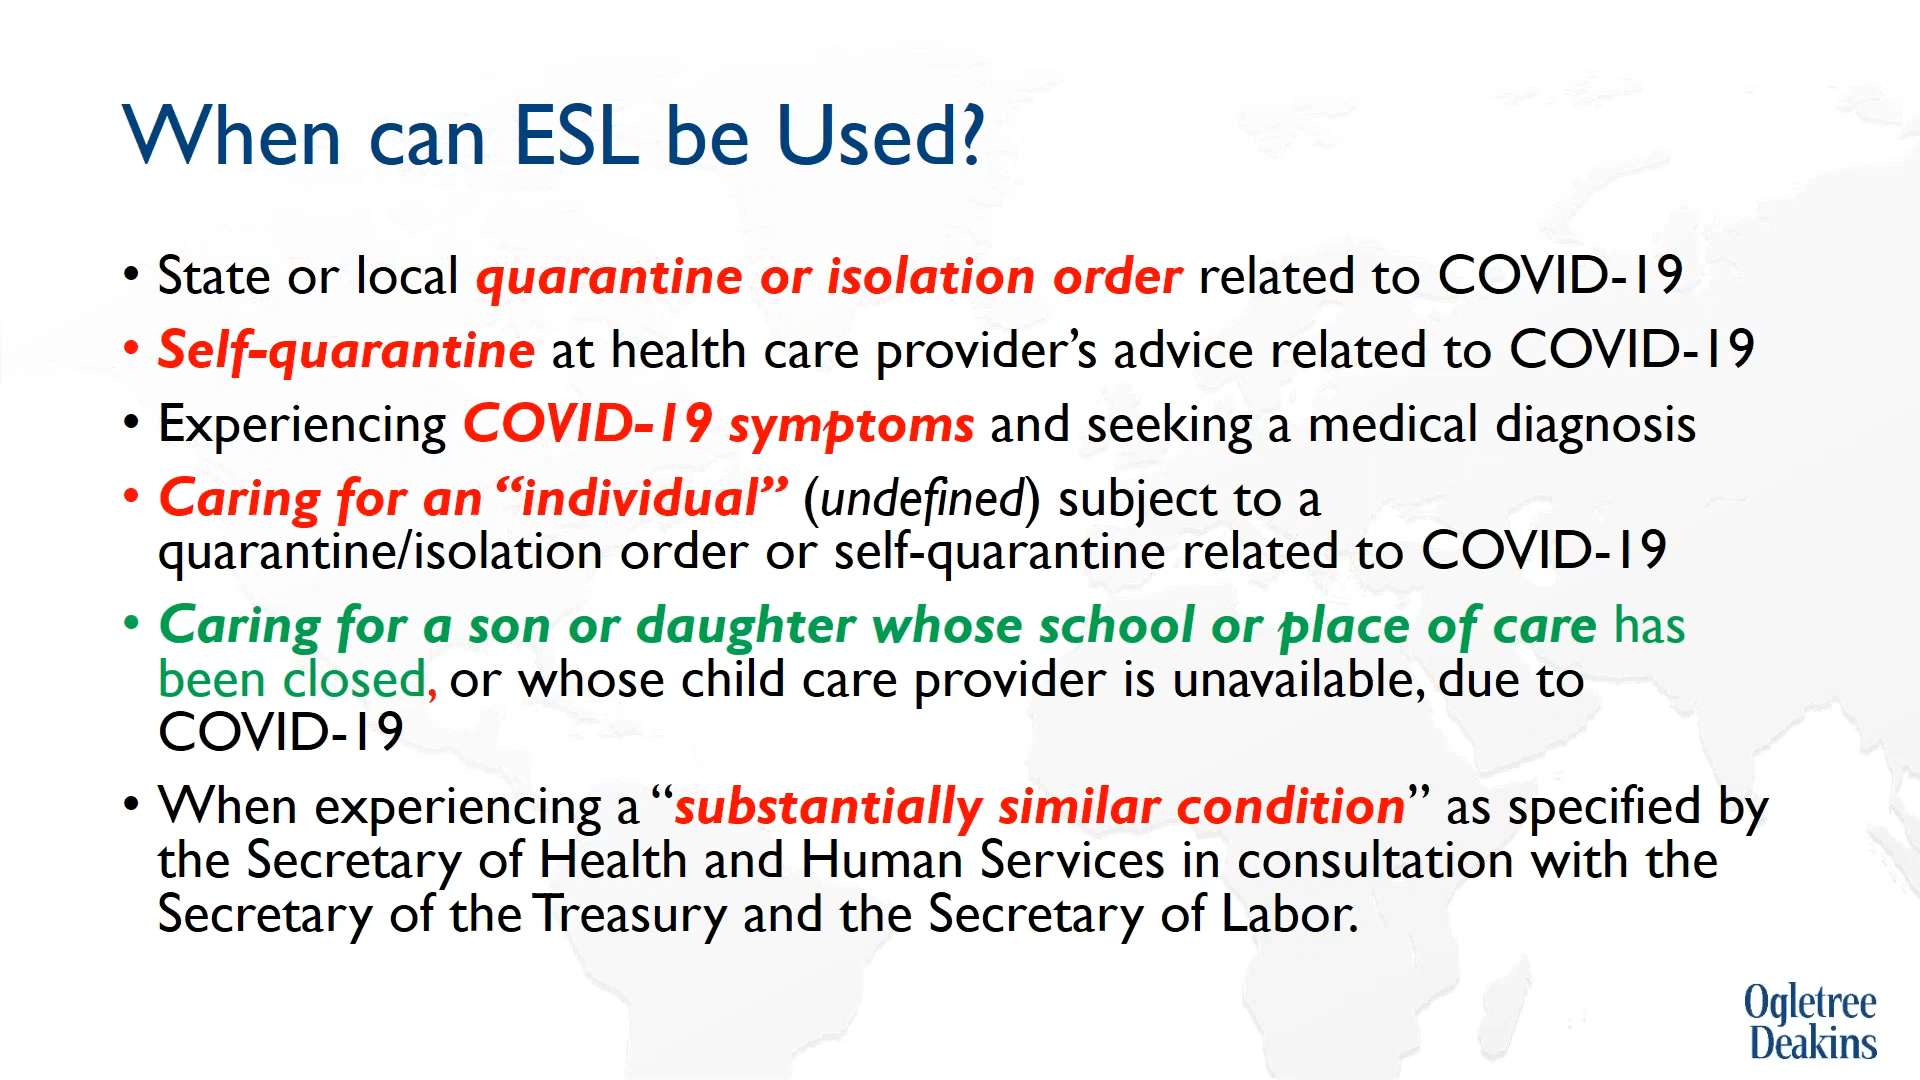 When can ESL be Used?
• State or local quarantine or isolation order related to COVID-19
• Self-quarantine at health care provider’s advice related to COVID-19
• Experiencing COVID-19 symptoms and seeking a medical diagnosis
• Caring for an “individual” (undefined) subject to a
quarantine/isolation order or self-quarantine related to COVID-19
• Caring for a son or daughter whose school or place of care has
been closed, or whose child care provider is unavailable, due to
COVID-19
• When experiencing a “substantially similar condition” as specified by
the Secretary of Health and Human Services in consultation with the
Secretary of the Treasury and the Secretary of Labor.
Ogletree
Deakins